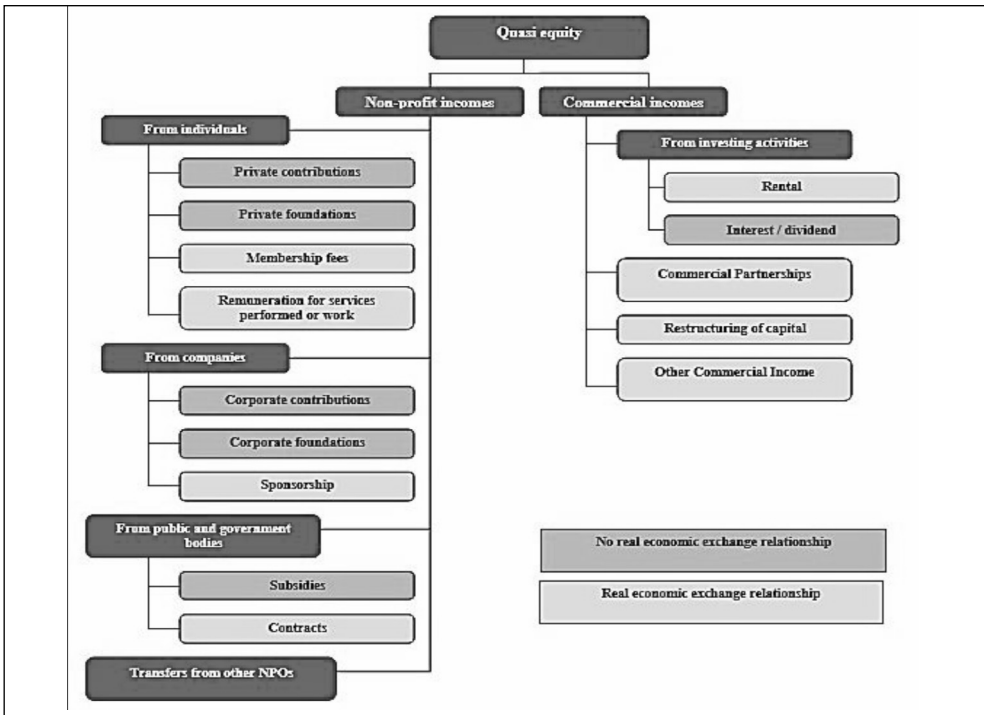 Quasi equity
Non-profit incomes
Commercial incomes
From individuals
Private contributions
Private foundations
Membership fees
Remuneration for services
performed or work
From companies
Corporate contributions
Corporate foundations
Sponsorship
From public and government
bodies
Subsidies
Contracts
Transfers from other NPOs
From investing activities
Rental
Interest / dividend
Commercial Partnerships
Restructuring of capital
Other Commercial Income
No real economic exchange relationship
Real economic exchange relationship